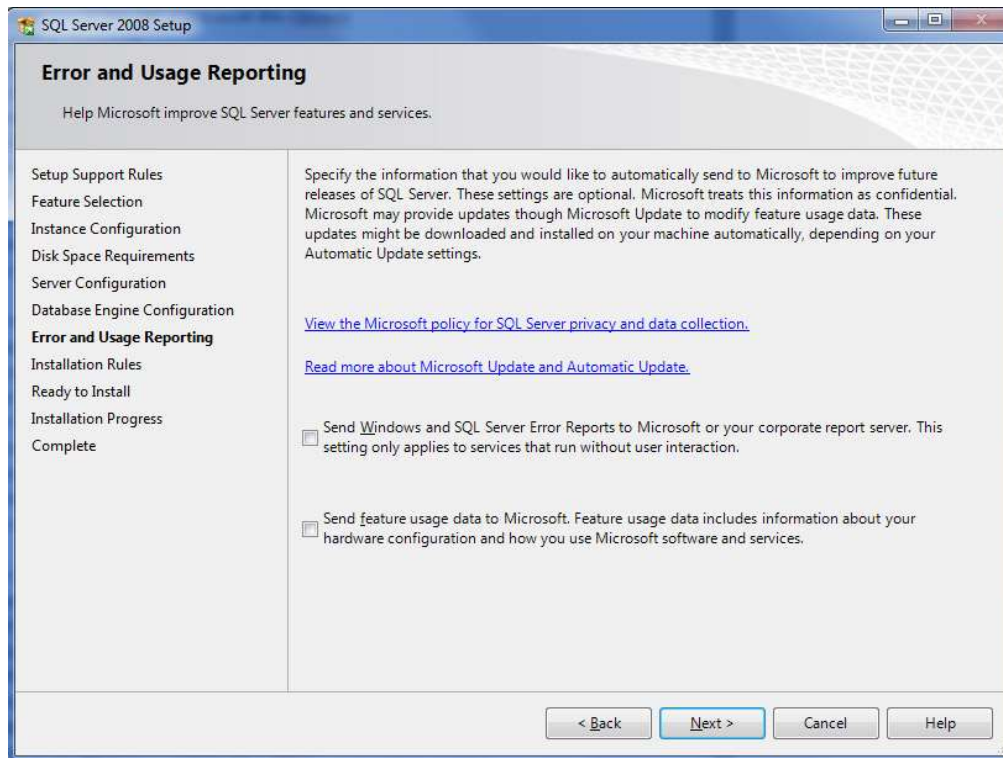 SQL Server 2008 Setup
Error and Usage Reporting
Help Microsoft improve SQL Server features and services.
Setup Support Rules
Feature Selection
Instance Configuration
Disk Space Requirements
Server Configuration
Database Engine Configuration
Error and Usage Reporting
Installation Rules
Ready to Install
Installation Progress
Complete
Specify the information that you would like to automatically send to Microsoft to improve future
releases of SQL Server. These settings are optional. Microsoft treats this information as confidential.
Microsoft may provide updates though Microsoft Update to modify feature usage data. These
updates might be downloaded and installed on your machine automatically, depending on your
Automatic Update settings.
View the Microsoft policy for SQL Server privacy and data collection.
Read more about Microsoft Update and Automatic Update.
Send Windows and SQL Server Error Reports to Microsoft or your corporate report server. This
setting only applies to services that run without user interaction.
Send feature usage data to Microsoft. Feature usage data includes information about your
hardware configuration and how you use Microsoft software and services.
< Back
Next >
Cancel
Help